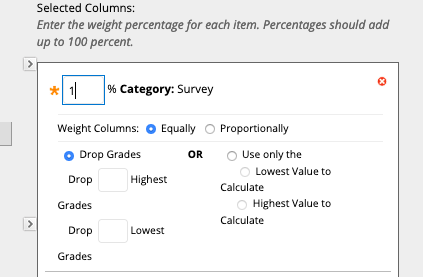 Selected Columns:
Enter the weight percentage for each item. Percentages should add
up to 100 percent.
* 1 % Category: Survey
Weight Columns: Equally Proportionally
Drop Grades OR Use only the
Drop Highest Lowest Value to
Calculate
Grades Highest Value to
Drop Lowest Calculate
Grades